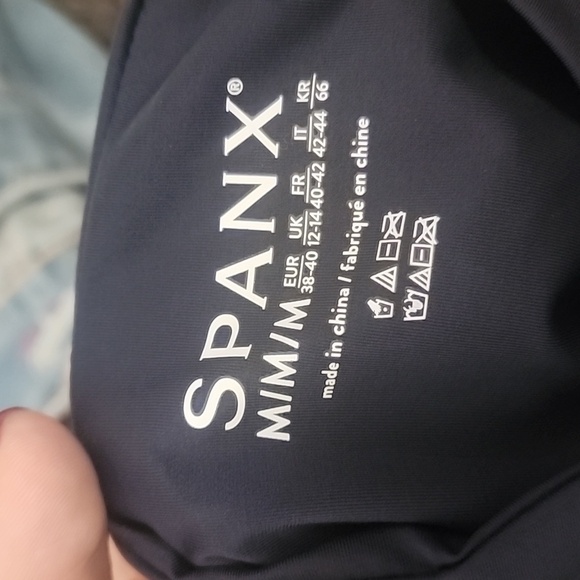 SPANX®
M/M/M
EUR UK FR IT KR
38-40 12-14 40-42 42-44 66
made in china / fabriqué en chine